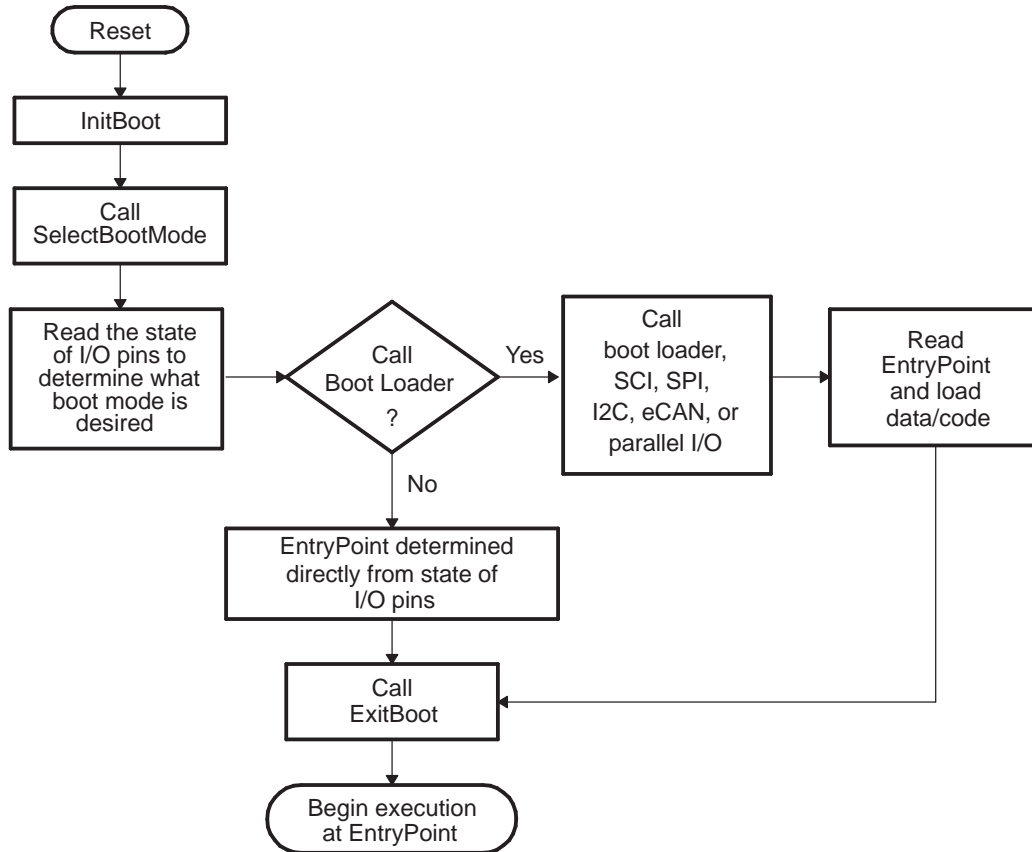 Reset
InitBoot
Call
SelectBootMode
Read the state
of I/O pins to
determine what
boot mode is
desired
Call
Boot Loader
?
Yes
Call
boot loader,
SCI, SPI,
I2C, eCAN, or
parallel I/O
Read
EntryPoint
and load
data/code
No
EntryPoint determined
directly from state of
I/O pins
Call
ExitBoot
Begin execution
at EntryPoint